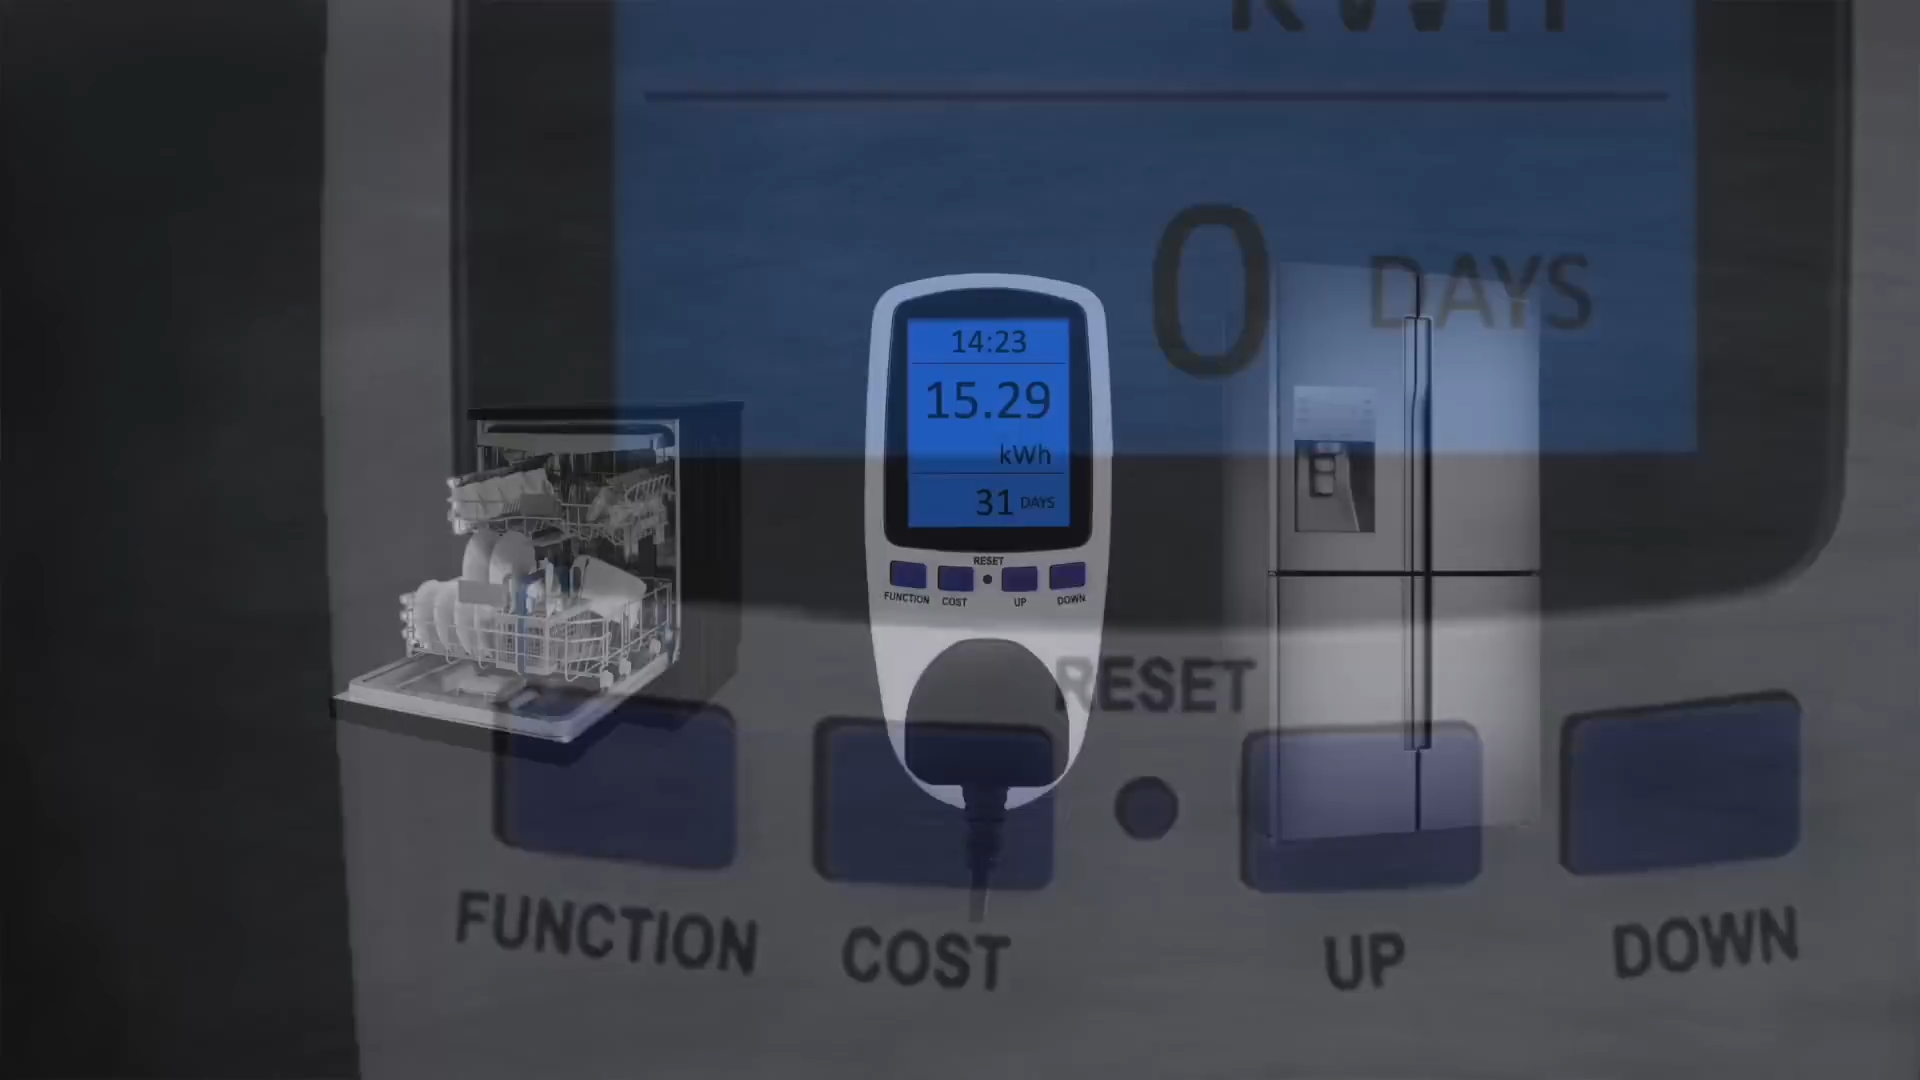 kWh
0 DAYS
14:23
15.29
kWh
31 DAYS
RESET
FUNCTION COST UP DOWN
RESET
FUNCTION COST UP DOWN